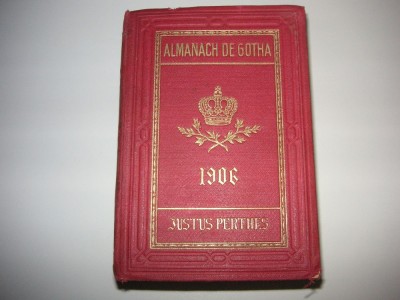 ALMANACH DE GOTHA
1906
JUSTUS PERTHES